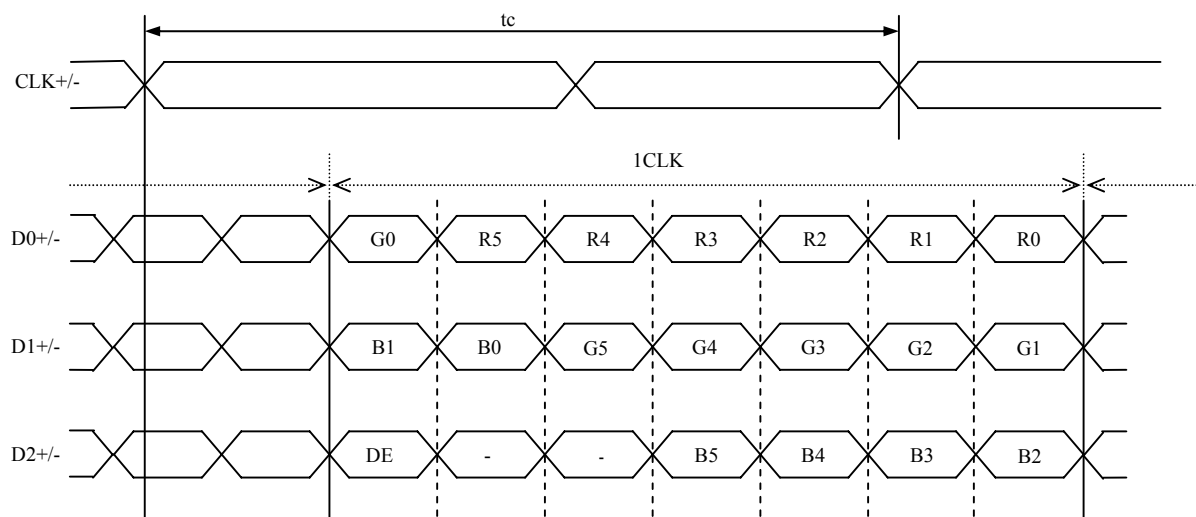 tc
CLK+/-
1CLK
D0+/- G0 R5 R4 R3 R2 R1 R0
D1+/- B1 B0 G5 G4 G3 G2 G1
D2+/- DE - - B5 B4 B3 B2